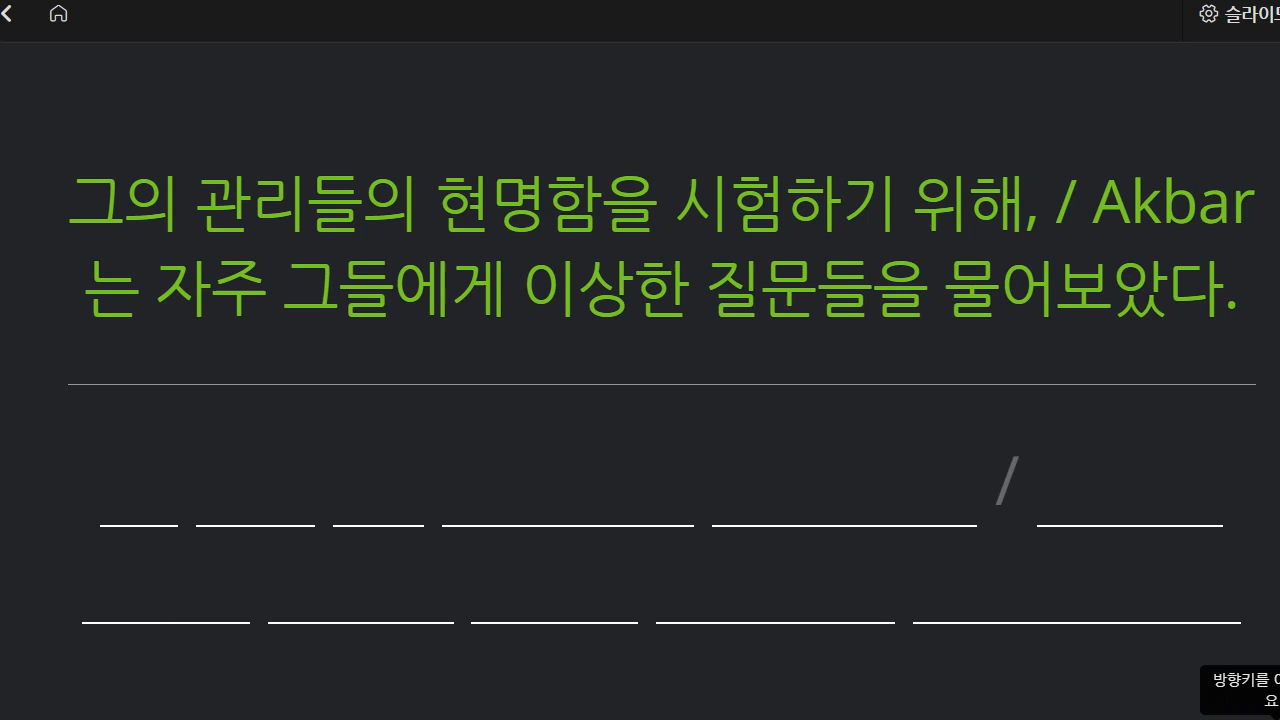 슬라이드
그의 관리들의 현명함을 시험하기 위해, / Akbar
는 자주 그들에게 이상한 질문들을 물어보았다.
/
방향키를
요